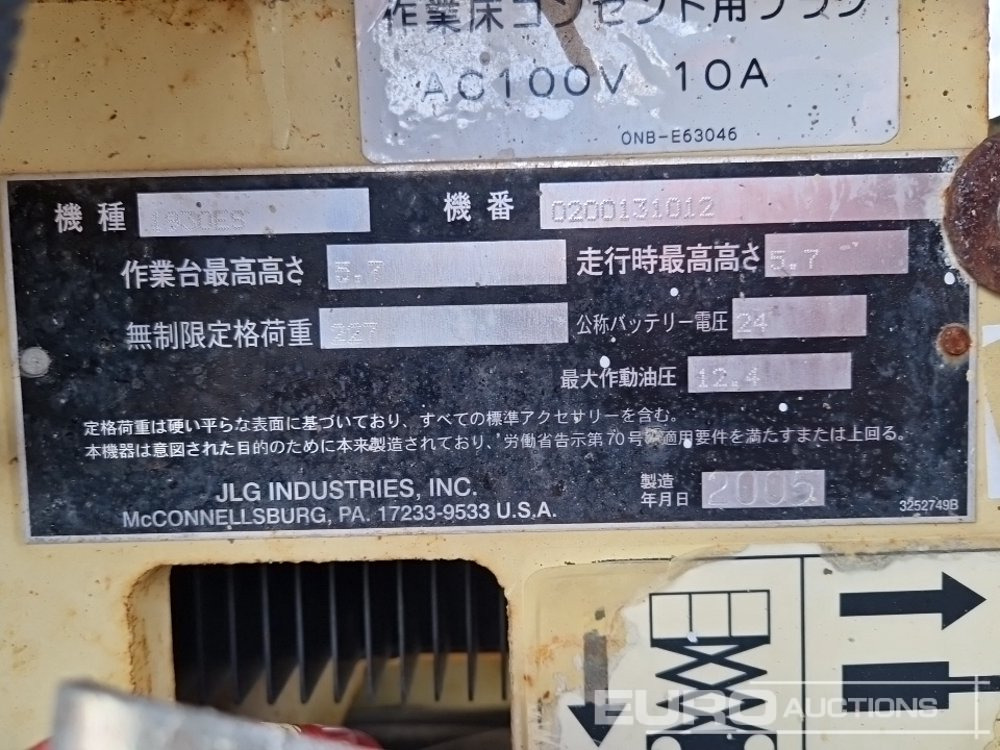 作業床コンセント用プラグ
AC100V 10A
ONB-E63046
機種 1930ES 機番 0200131012
作業台最高高さ 5.7 走行時最高高さ 5.7
無制限定格荷重 227 公称バッテリー電圧 24
最大作動油圧 12.4
定格荷重は硬い平らな表面に基づいており、すべての標準アクセサリーを含む。
本機器は意図された目的のために本来製造されており、労働省告示第70号の適用要件を満たすまたは上回る。
JLG INDUSTRIES, INC. 製造年月日 2005
McCONNELLSBURG, PA. 17233-9533 U.S.A. 3252749B
EURO AUCTIONS